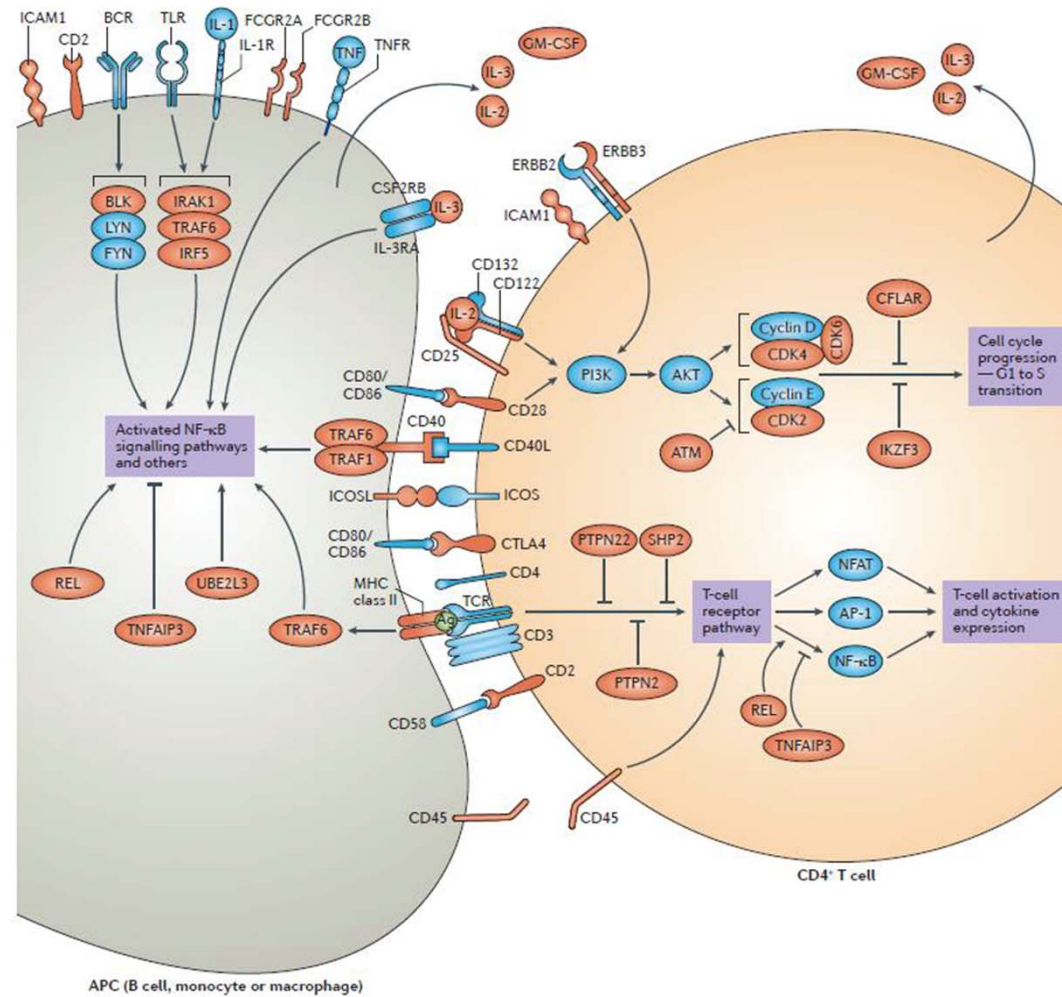 ICAM1
CD2
BCR
TLR
IL-1
IL-1R
FCGR2A
FCGR2B
TNF
TNFR
IL-3
GM-CSF
IL-2
GM-CSF
IL-3
IL-2
BLK
LYN
FYN
IRAK1
TRAF6
IRF5
CSF2RB
IL-3
IL-3RA
ERBB2
ERBB3
ICAM1
CD132
CD122
IL-2
CD25
CD80/
CD86
CD28
PI3K
AKT
Cyclin D
CDK4
CDK6
Cyclin E
CDK2
ATM
CFLAR
IKZF3
Cell cycle
progression
— G1 to S
transition
Activated NF-κB
signalling pathways
and others
TRAF6
TRAF1
CD40
CD40L
ICOSL
ICOS
CD80/
CD86
CTLA4
CD4
MHC
class II
Ag
TCR
CD3
REL
TNFAIP3
UBE2L3
TRAF6
PTPN22
SHP2
PTPN2
T-cell
receptor
pathway
NFAT
AP-1
NF-κB
REL
TNFAIP3
T-cell activation
and cytokine
expression
CD2
CD58
CD45
CD45
CD4⁺ T cell
APC (B cell, monocyte or macrophage)